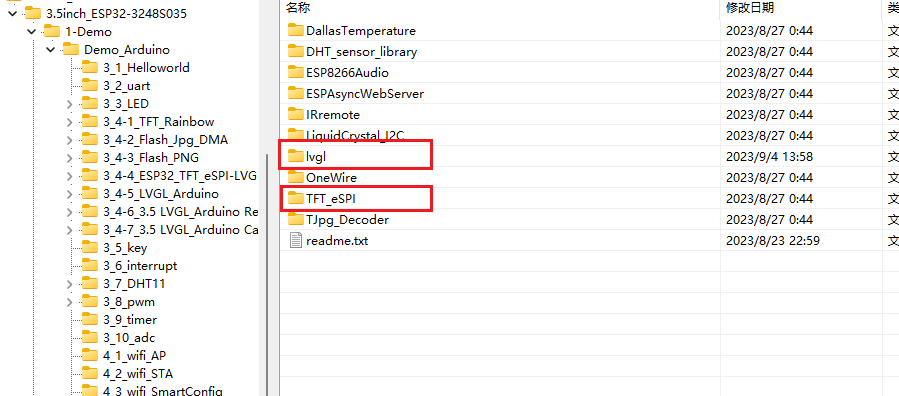 3.5inch_ESP32-3248S035
1-Demo
Demo_Arduino
3_1_Helloworld
3_2_uart
3_3_LED
3_4-1_TFT_Rainbow
3_4-2_Flash_Jpg_DMA
3_4-3_Flash_PNG
3_4-4_ESP32_TFT_eSPI-LVG
3_4-5_LVGL_Arduino
3_4-6_3.5 LVGL_Arduino Re
3_4-7_3.5 LVGL_Arduino Ca
3_5_key
3_6_interrupt
3_7_DHT11
3_8_pwm
3_9_timer
3_10_adc
4_1_wifi_AP
4_2_wifi_STA
4_3_wifi_SmartConfig
名称 修改日期 类
DallasTemperature 2023/8/27 0:44 文
DHT_sensor_library 2023/8/27 0:44 文
ESP8266Audio 2023/8/27 0:44 文
ESPAsyncWebServer 2023/8/27 0:44 文
IRremote 2023/8/27 0:44 文
LiquidCrystal_I2C 2023/8/27 0:44 文
lvgl 2023/9/4 13:58 文
OneWire 2023/8/27 0:44 文
TFT_eSPI 2023/8/27 0:44 文
TJpg_Decoder 2023/8/27 0:44 文
readme.txt 2023/8/23 22:59 文